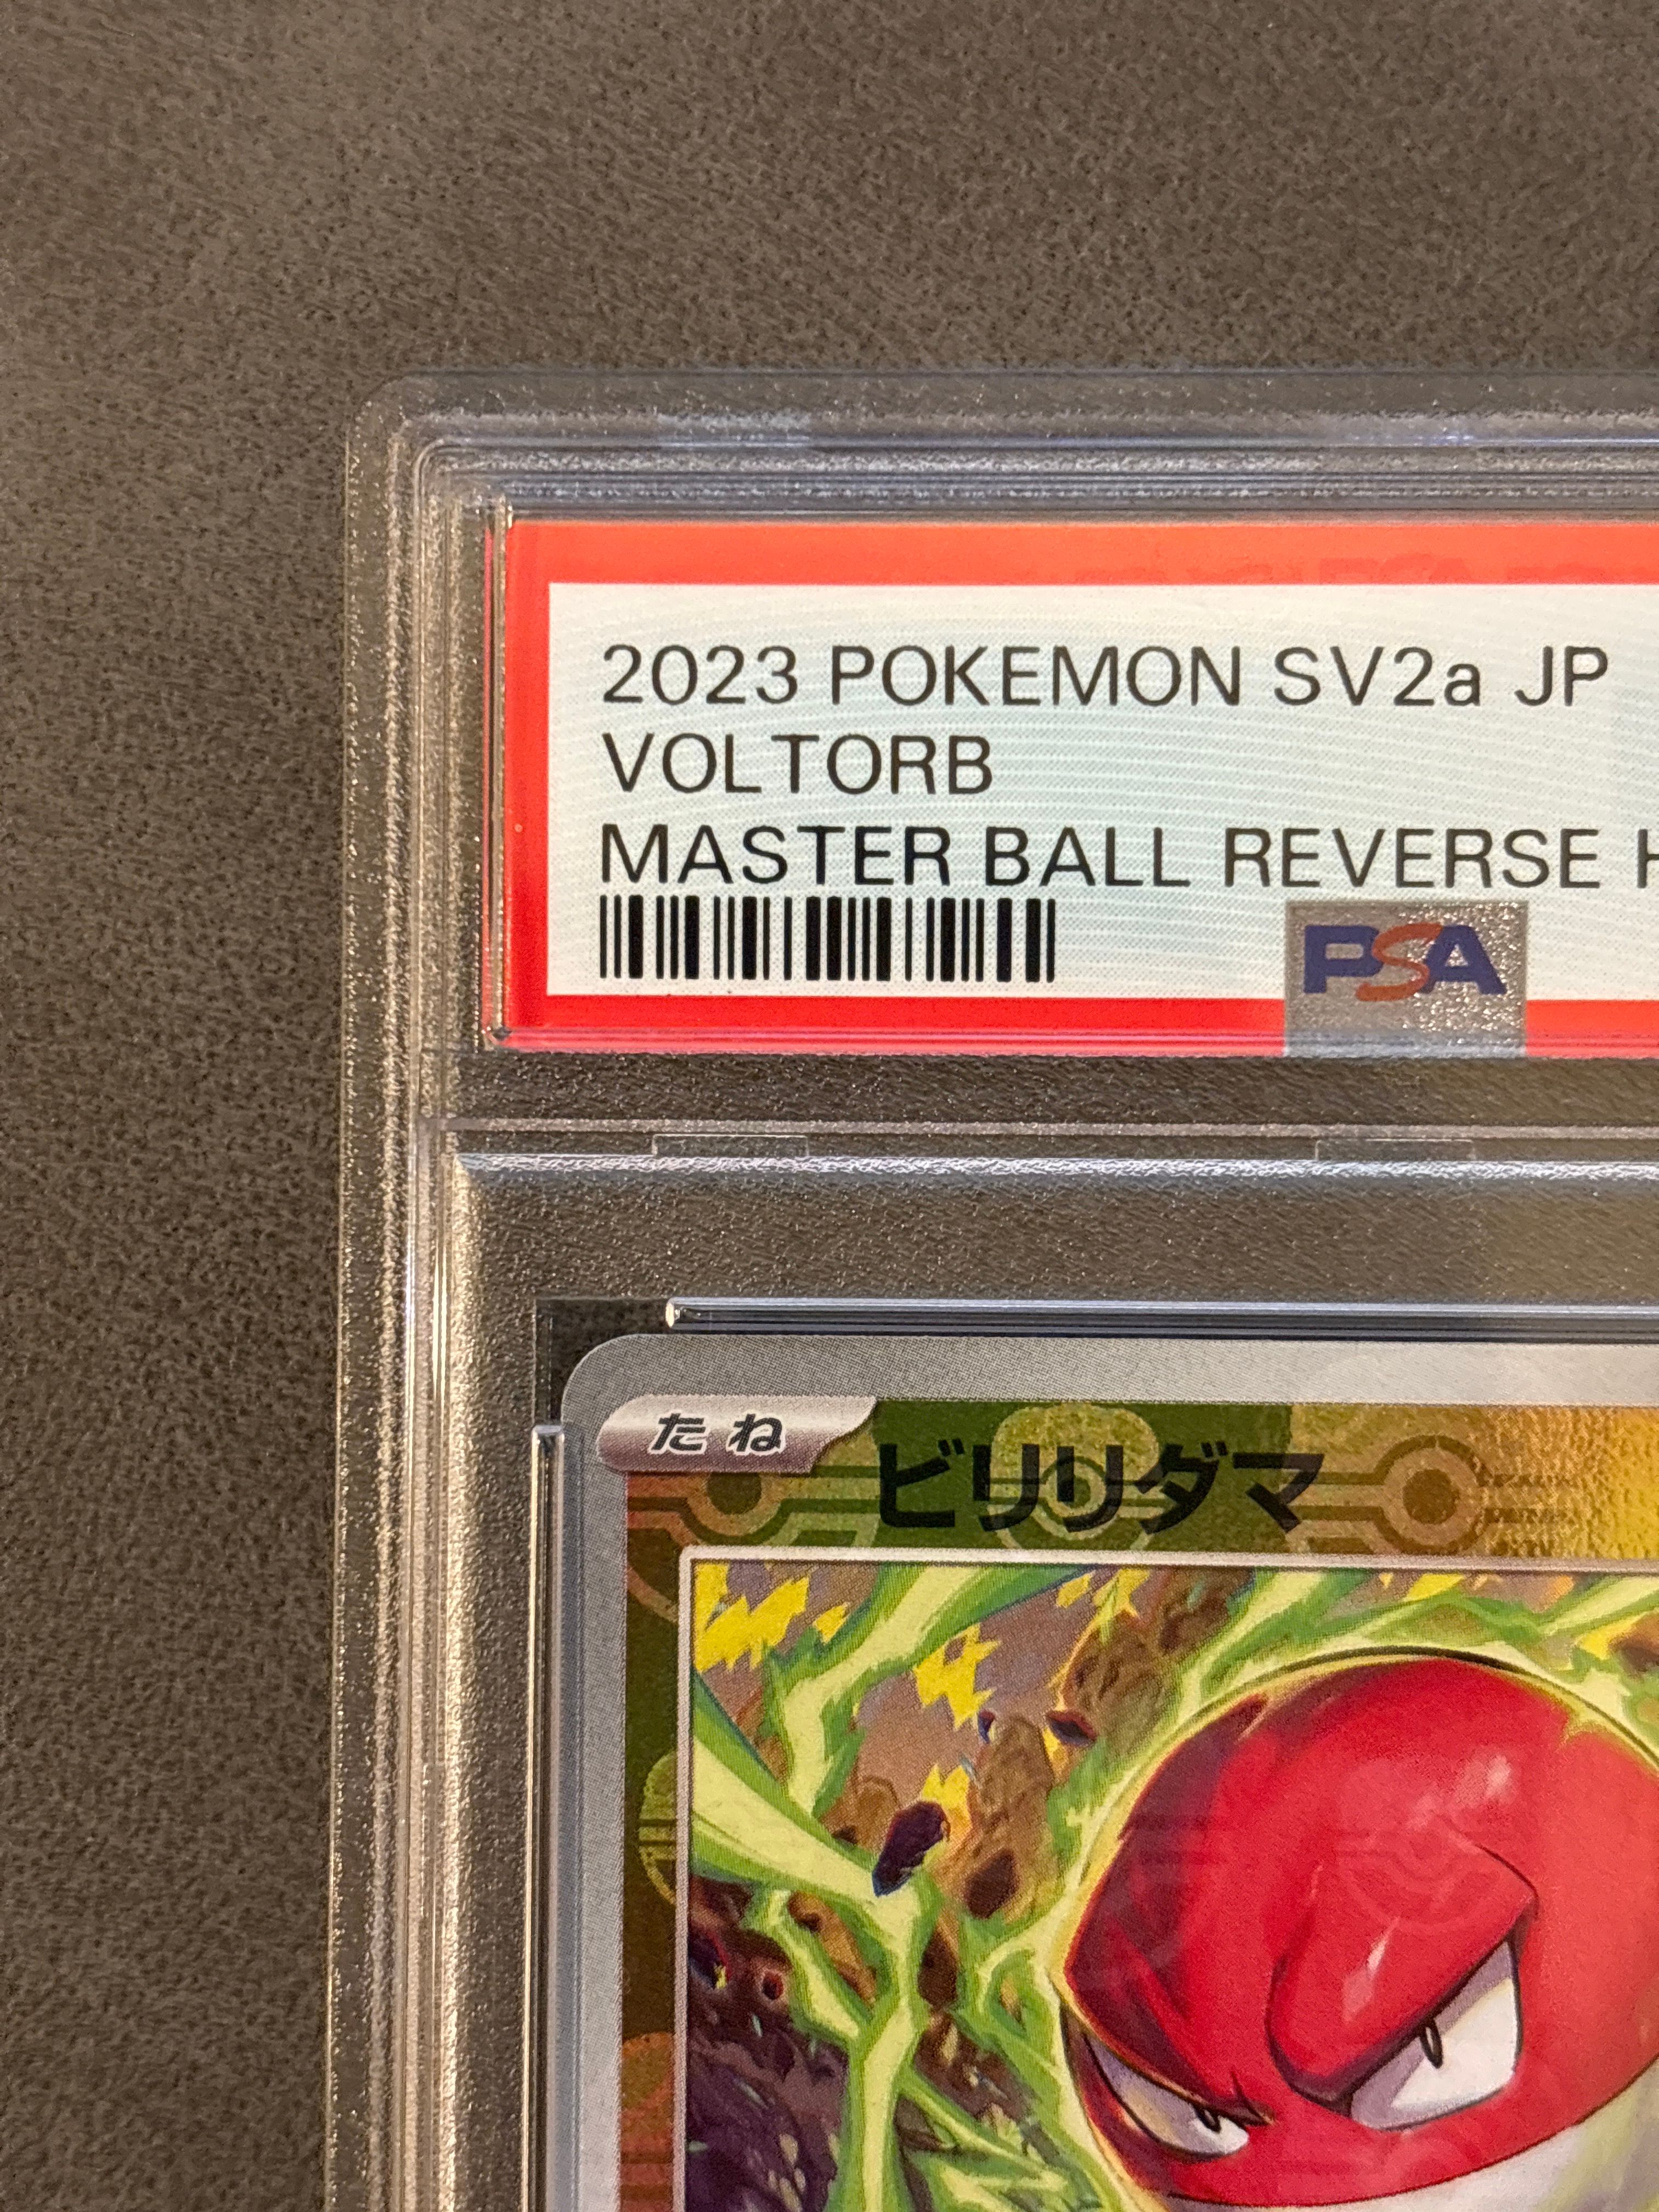 2023 POKEMON SV2a JP
VOLTORB
MASTER BALL REVERSE
PSA
たね
ビリリダマ